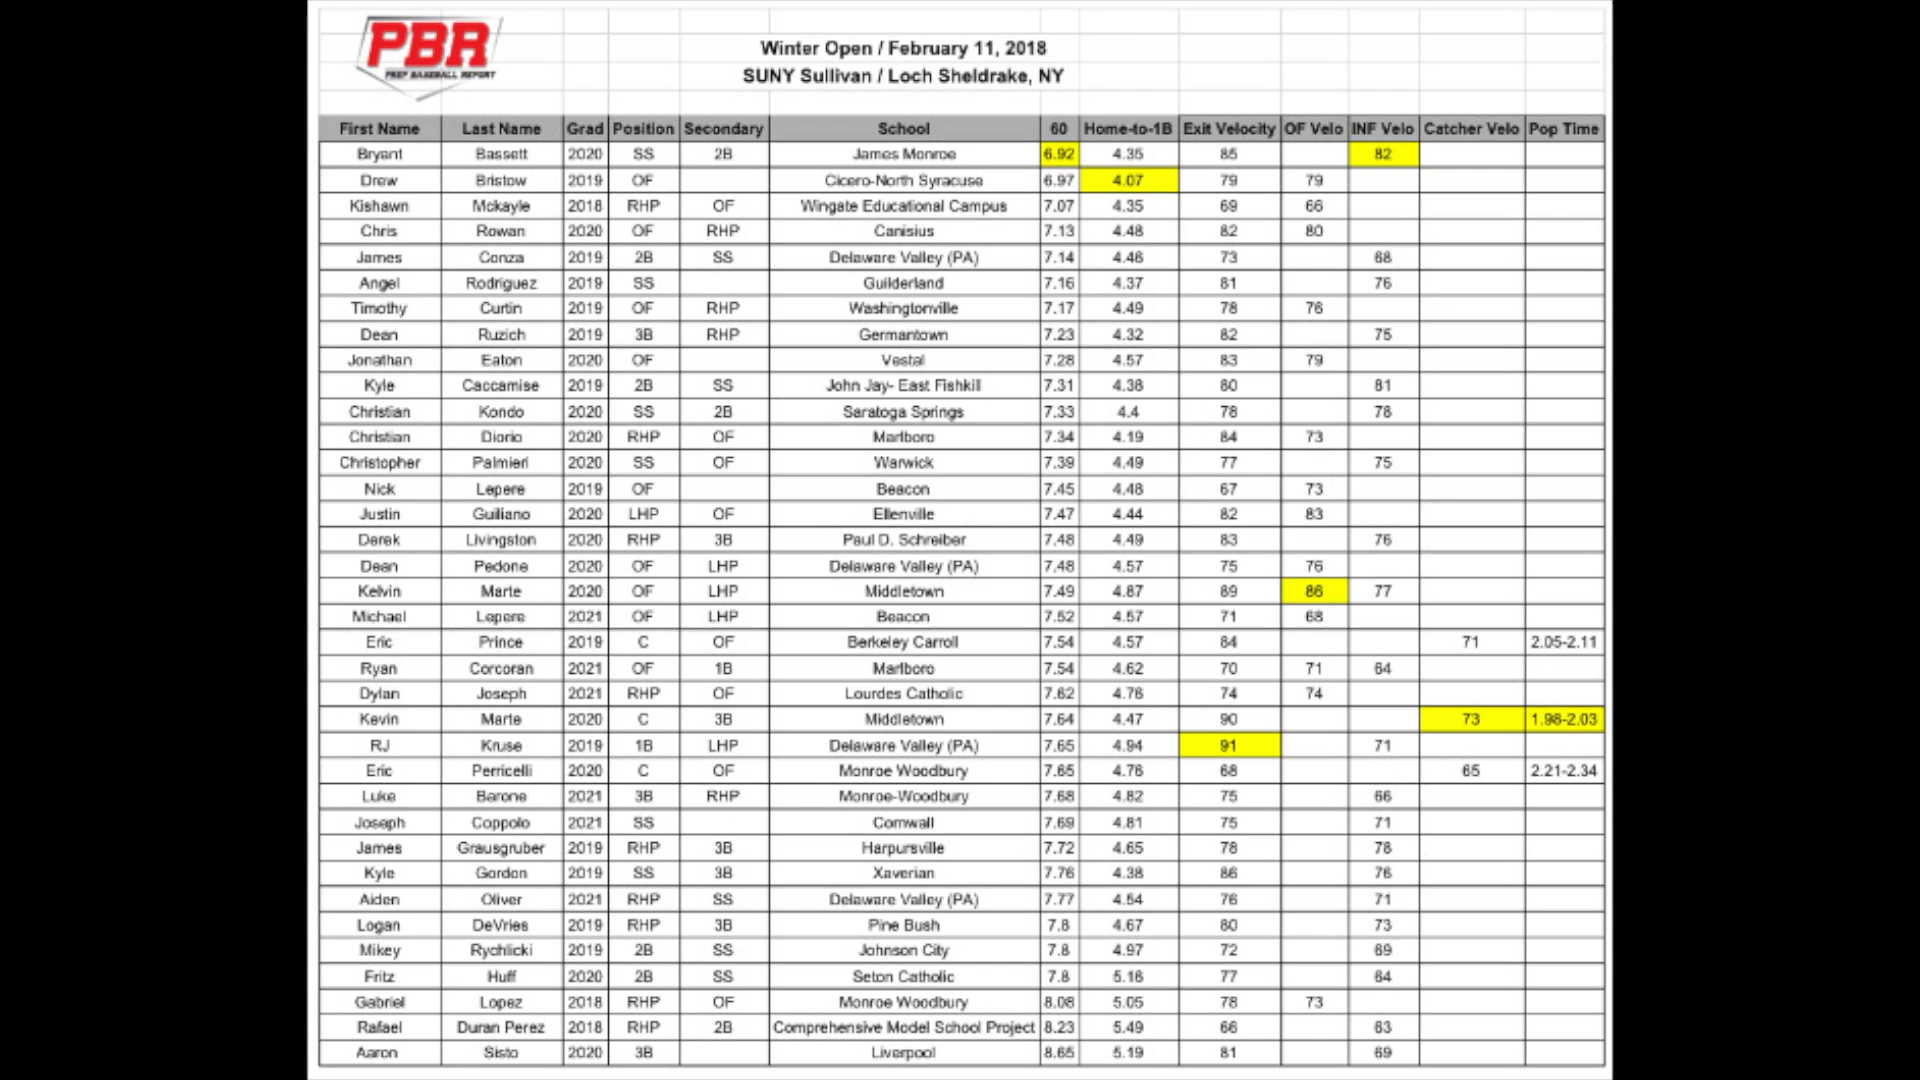 PBR
PREP BASEBALL REPORT
Winter Open / February 11, 2018
SUNY Sullivan / Loch Sheldrake, NY
First Name Last Name Grad Position Secondary School 60 Home-to-1B Exit Velocity OF Velo INF Velo Catcher Velo Pop Time
Bryant Bassett 2020 SS 2B James Monroe 6.92 4.35 85 82
Drew Bristow 2019 OF Cicero-North Syracuse 6.97 4.07 79 79
Kishawn Mckayle 2018 RHP OF Wingate Educational Campus 7.07 4.35 69 66
Chris Rowan 2020 OF RHP Canisius 7.13 4.48 82 80
James Conza 2019 2B SS Delaware Valley (PA) 7.14 4.46 73 68
Angel Rodriguez 2019 SS Guilderland 7.16 4.37 81 76
Timothy Curtin 2019 OF RHP Washingtonville 7.17 4.49 78 76
Dean Ruzich 2019 3B RHP Germantown 7.23 4.32 82 75
Jonathan Eaton 2020 OF Vestal 7.28 4.57 83 79
Kyle Caccamise 2019 2B SS John Jay- East Fishkill 7.31 4.38 80 81
Christian Kondo 2020 SS 2B Saratoga Springs 7.33 4.4 78 78
Christian Diorio 2020 RHP OF Marlboro 7.34 4.19 84 73
Christopher Palmieri 2020 SS OF Warwick 7.39 4.49 77 75
Nick Lepere 2019 OF Beacon 7.45 4.48 67 73
Justin Guiliano 2020 LHP OF Ellenville 7.47 4.44 82 83
Derek Livingston 2020 RHP 3B Paul D. Schreiber 7.48 4.49 83 76
Dean Pedone 2020 OF LHP Delaware Valley (PA) 7.48 4.57 75 76
Kelvin Marte 2020 OF LHP Middletown 7.49 4.87 89 86 77
Michael Lepere 2021 OF LHP Beacon 7.52 4.57 71 68
Eric Prince 2019 C OF Berkeley Carroll 7.54 4.57 84 71 2.05-2.11
Ryan Corcoran 2021 OF 1B Marlboro 7.54 4.62 70 71 64
Dylan Joseph 2021 RHP OF Lourdes Catholic 7.62 4.76 74 74
Kevin Marte 2020 C 3B Middletown 7.64 4.47 90 73 1.98-2.03
RJ Kruse 2019 1B LHP Delaware Valley (PA) 7.65 4.94 91 71
Eric Perricelli 2020 C OF Monroe Woodbury 7.65 4.76 68 65 2.21-2.34
Luke Barone 2021 3B RHP Monroe-Woodbury 7.68 4.82 75 66
Joseph Coppolo 2021 SS Cornwall 7.69 4.81 75 71
James Grausgruber 2019 RHP 3B Harpursville 7.72 4.65 78 78
Kyle Gordon 2019 SS 3B Xaverian 7.76 4.38 86 76
Aiden Oliver 2021 RHP SS Delaware Valley (PA) 7.77 4.54 76 71
Logan DeVries 2019 RHP 3B Pine Bush 7.8 4.67 80 73
Mikey Rychlicki 2019 2B SS Johnson City 7.8 4.97 72 69
Fritz Huff 2020 2B SS Seton Catholic 7.8 5.16 77 64
Gabriel Lopez 2018 RHP OF Monroe Woodbury 8.08 5.05 78 73
Rafael Duran Perez 2018 RHP 2B Comprehensive Model School Project 8.23 5.49 66 63
Aaron Sisto 2020 3B Liverpool 8.65 5.19 81 69